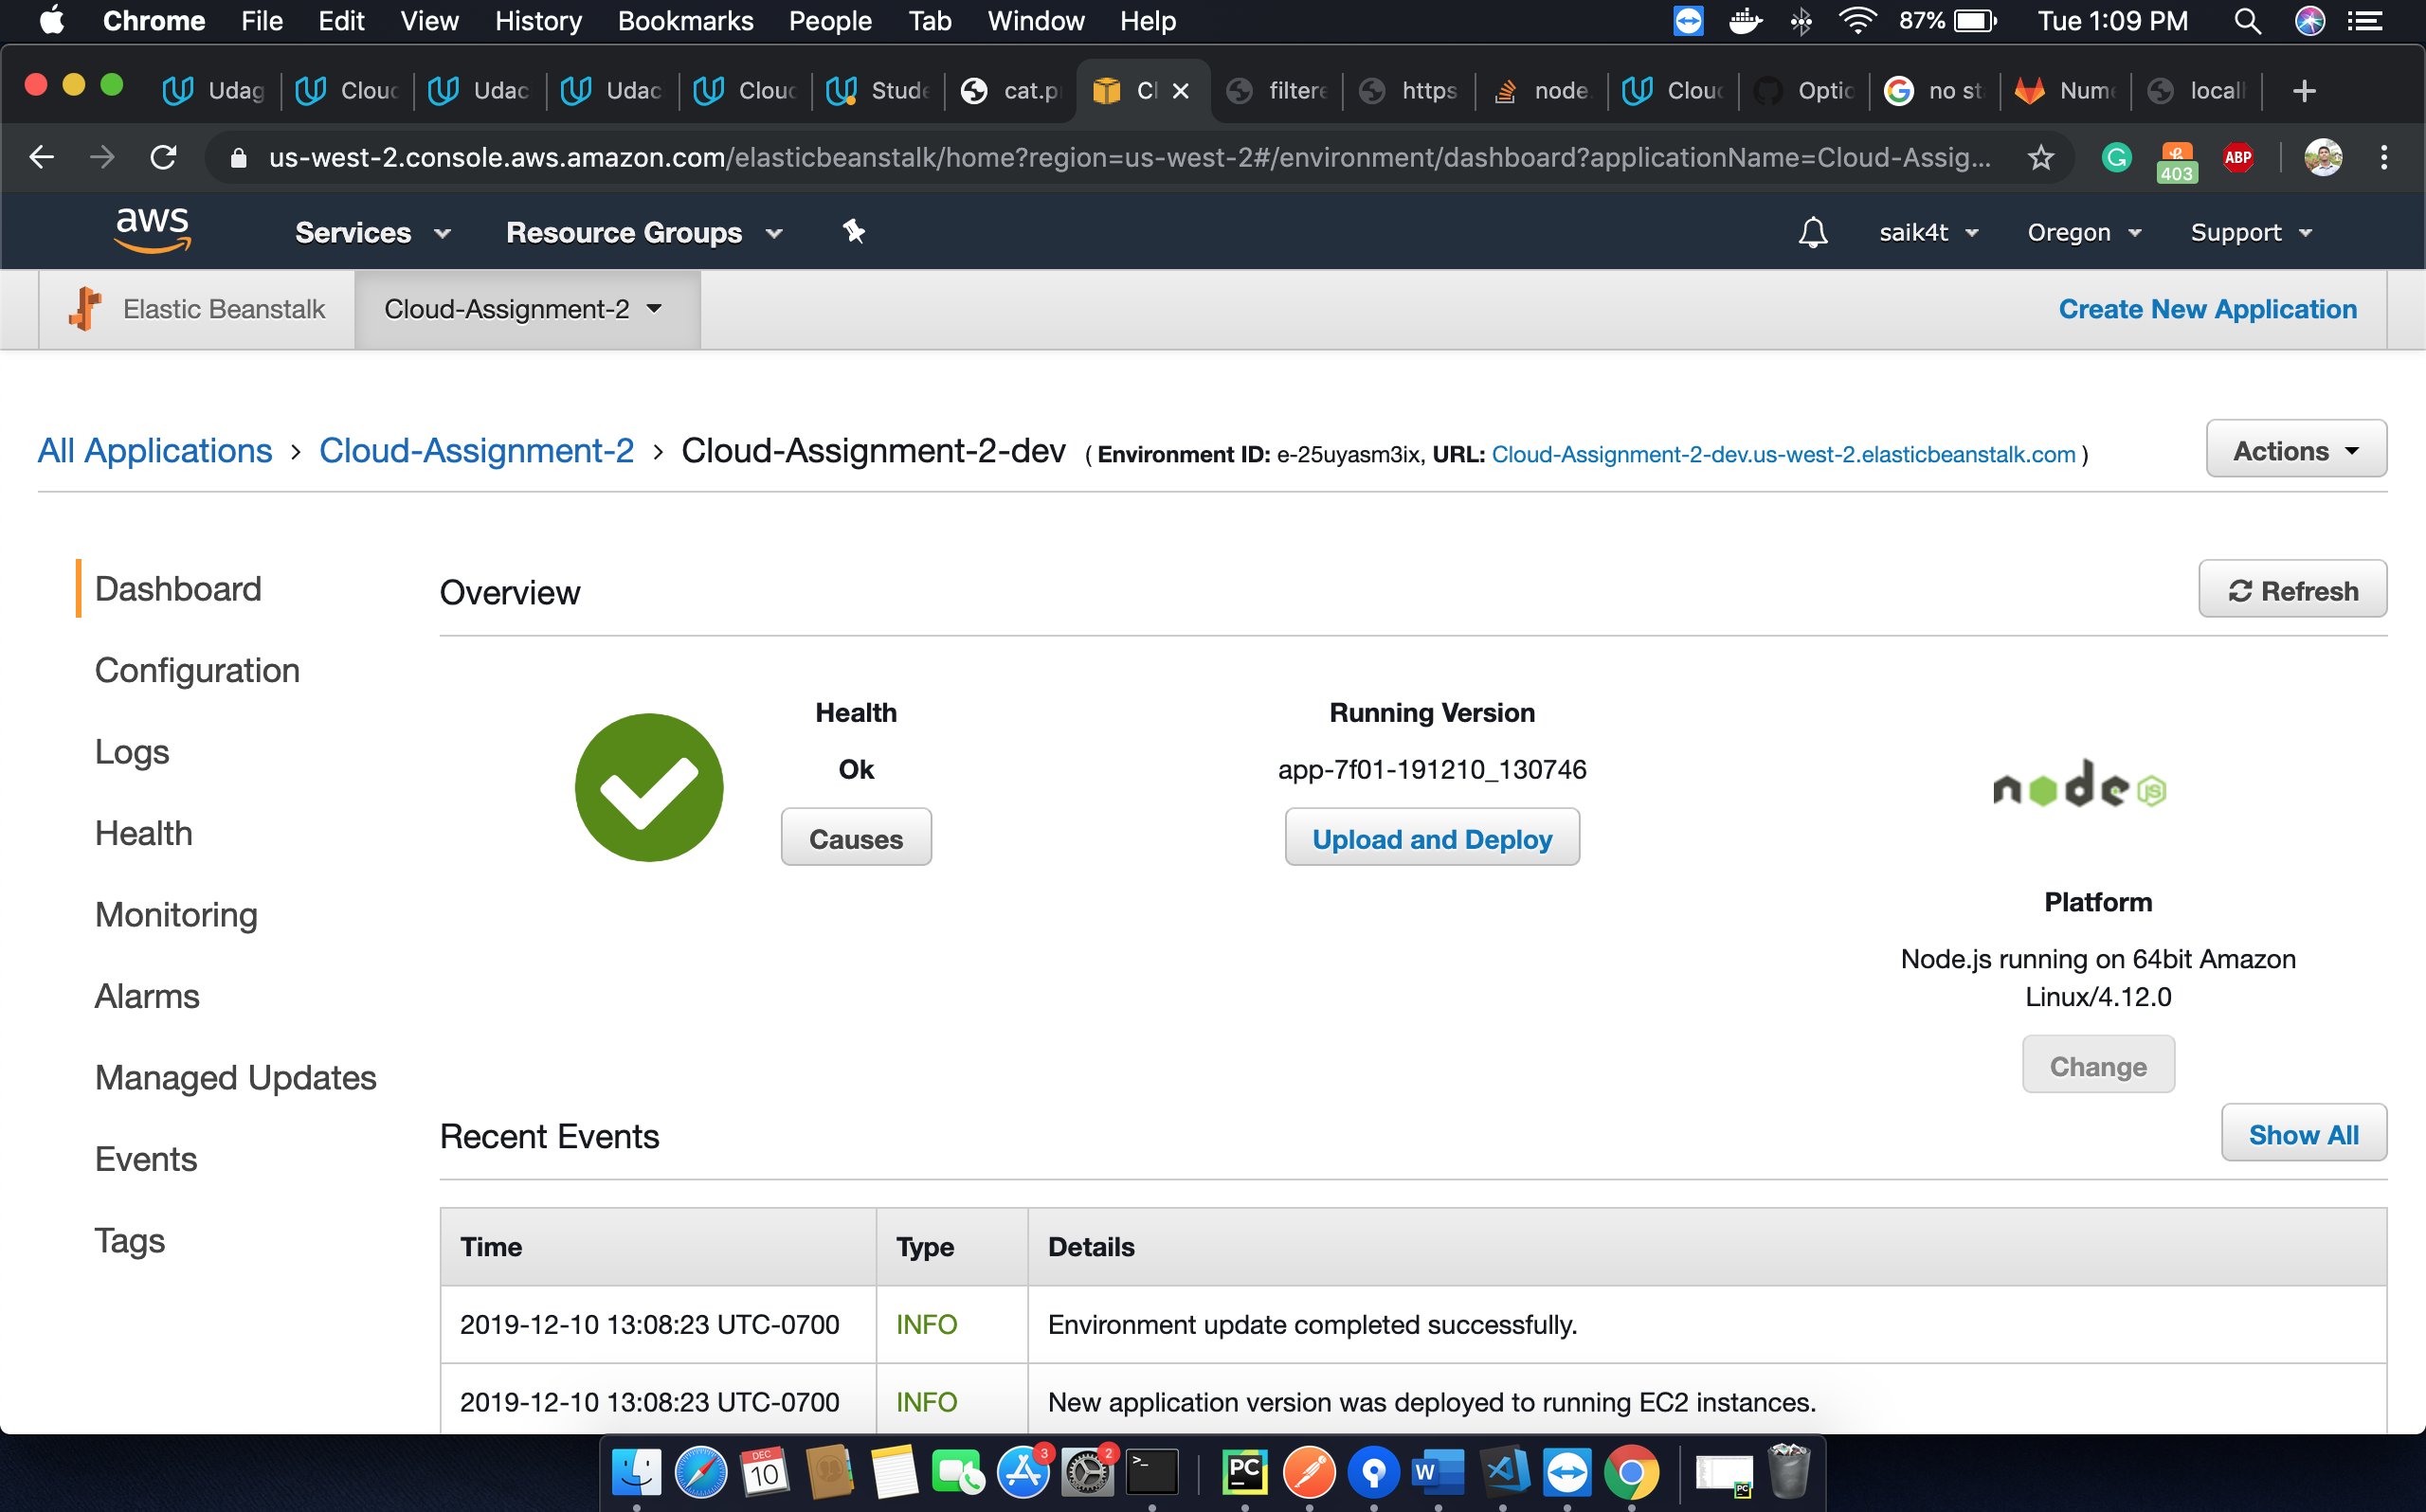 Chrome File Edit View History Bookmarks People Tab Window Help 87% Tue 1:09 PM
Udag Clou Udac Udac Clou Stude cat.p Cl filter https node. Clou Optio no st Num local
us-west-2.console.aws.amazon.com/elasticbeanstalk/home?region=us-west-2#/environment/dashboard?applicationName=Cloud-Assig... G 403 ABP
aws Services Resource Groups saik4t Oregon Support
Elastic Beanstalk Cloud-Assignment-2 Create New Application
All Applications > Cloud-Assignment-2 > Cloud-Assignment-2-dev ( Environment ID: e-25uyasm3ix, URL: Cloud-Assignment-2-dev.us-west-2.elasticbeanstalk.com ) Actions
Dashboard
Configuration
Logs
Health
Monitoring
Alarms
Managed Updates
Events
Tags
Overview Refresh
Health
Ok
Causes
Running Version
app-7f01-191210_130746
Upload and Deploy
node JS
Platform
Node.js running on 64bit Amazon
Linux/4.12.0
Change
Recent Events Show All
Time Type Details
2019-12-10 13:08:23 UTC-0700 INFO Environment update completed successfully.
2019-12-10 13:08:23 UTC-0700 INFO New application version was deployed to running EC2 instances.
DEC
10
3
2
>_
PC
W
PC